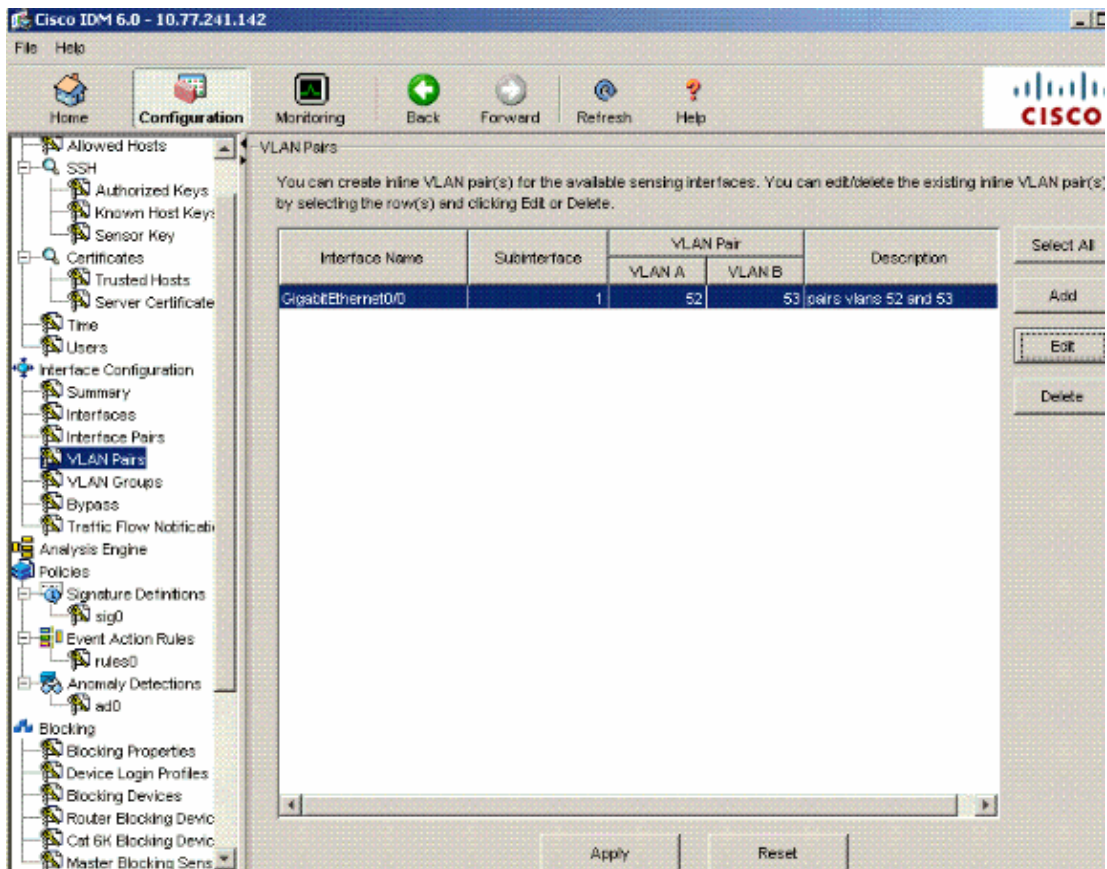 Cisco IDM 6.0 - 10.77.241.142
File Help
Home Configuration Monitoring Back Forward Refresh Help
CISCO
Allowed Hosts
SSH
Authorized Keys
Known Host Keys
Sensor Key
Certificates
Trusted Hosts
Server Certificate
Time
Users
Interface Configuration
Summary
Interfaces
Interface Pairs
VLAN Pairs
VLAN Groups
Bypass
Traffic Flow Notificati
Analysis Engine
Policies
Signature Definitions
sig0
Event Action Rules
rules0
Anomaly Detections
ad0
Blocking
Blocking Properties
Device Login Profiles
Blocking Devices
Router Blocking Devic
Cat 6K Blocking Devic
Master Blocking Sens
VLAN Pairs
You can create inline VLAN pair(s) for the available sensing interfaces. You can edit/delete the existing inline VLAN pair(s)
by selecting the row(s) and clicking Edit or Delete.
Interface Name Subinterface VLAN Pair Description
VLAN A VLAN B
GigabitEthernet0/0 1 52 53 pairs vlans 52 and 53
Select All
Add
Edit
Delete
Apply Reset